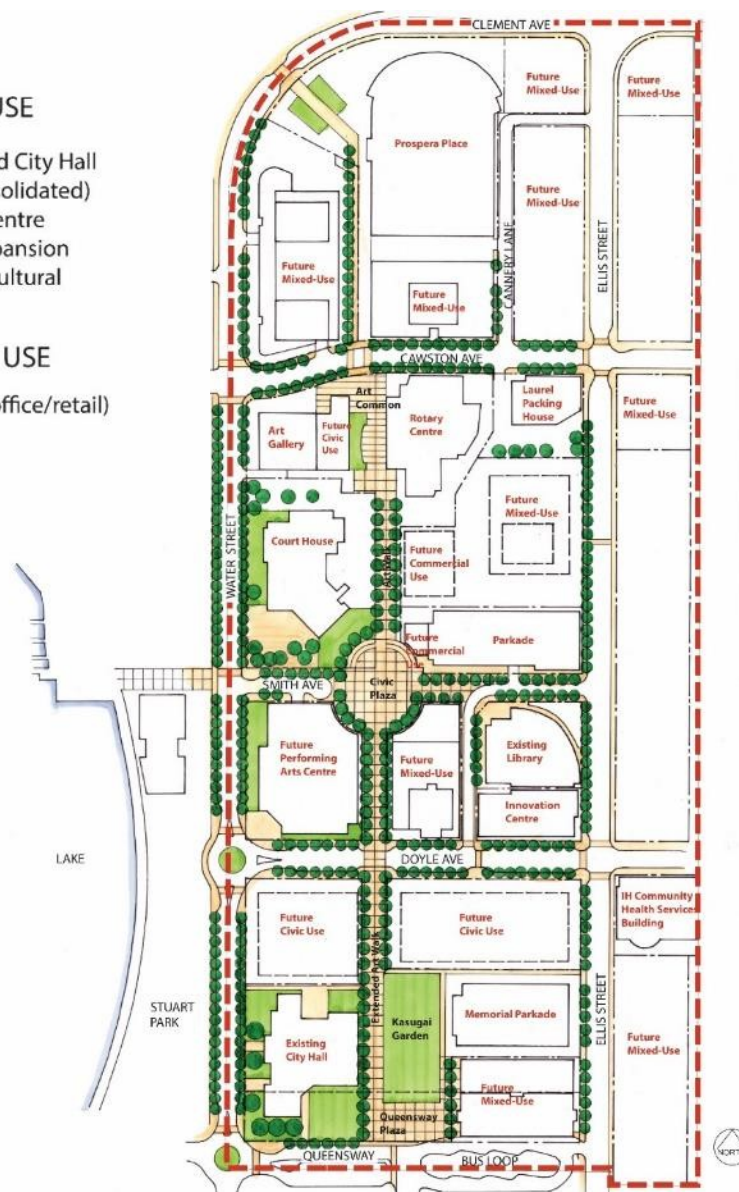 CLEMENT AVE
Future
Mixed-Use
Future
Mixed-Use
Prospera Place
Future
Mixed-Use
d City Hall
entre
Future
Mixed-Use
Future
Mixed-Use
CANNERY LANE
ELLIS STREET
USE
CAWSTON AVE
Art
Common
Rotary
Centre
Laurel
Packing
House
Future
Mixed-Use
office/retail)
Art
Gallery
Future
Civic
Use
WATER STREET
Court House
Future
Mixed-Use
Future
Commercial
Use
Artwalk
Future
Commercial
Use
Parkade
SMITH AVE
Civic
Plaza
Future
Performing
Arts Centre
Future
Mixed-Use
Existing
Library
Innovation
Centre
LAKE
DOYLE AVE
IH Community
Health Services
Building
Future
Civic Use
Future
Civic Use
Extended Art Walk
ELLIS STREET
STUART
PARK
Existing
City Hall
Kasugai
Garden
Memorial Parkade
Future
Mixed-Use
Future
Mixed-Use
Queensway
Plaza
QUEENSWAY
BUS LOOP
NORTH